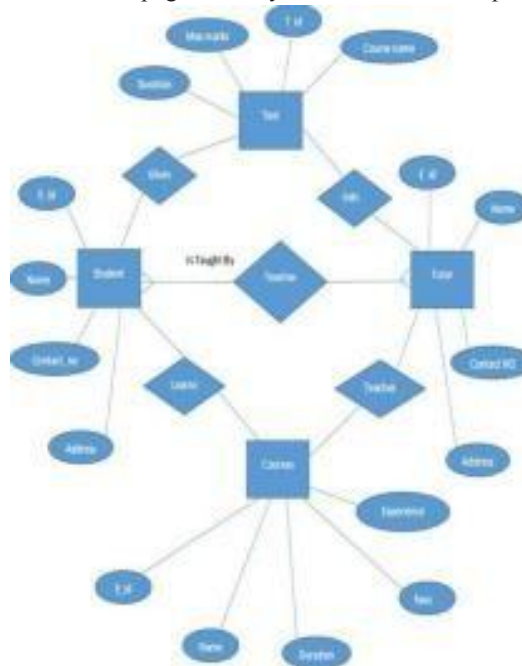 T_id
Max marks
Course name
Duration
Test
Gives
Sets
S_id
E_id
Name
Student
Is Taught By
Teaches
Tutor
Name
Contact_no
Contact NO
Learns
Teaches
Address
Address
Courses
Experience
Fees
Name
Duration